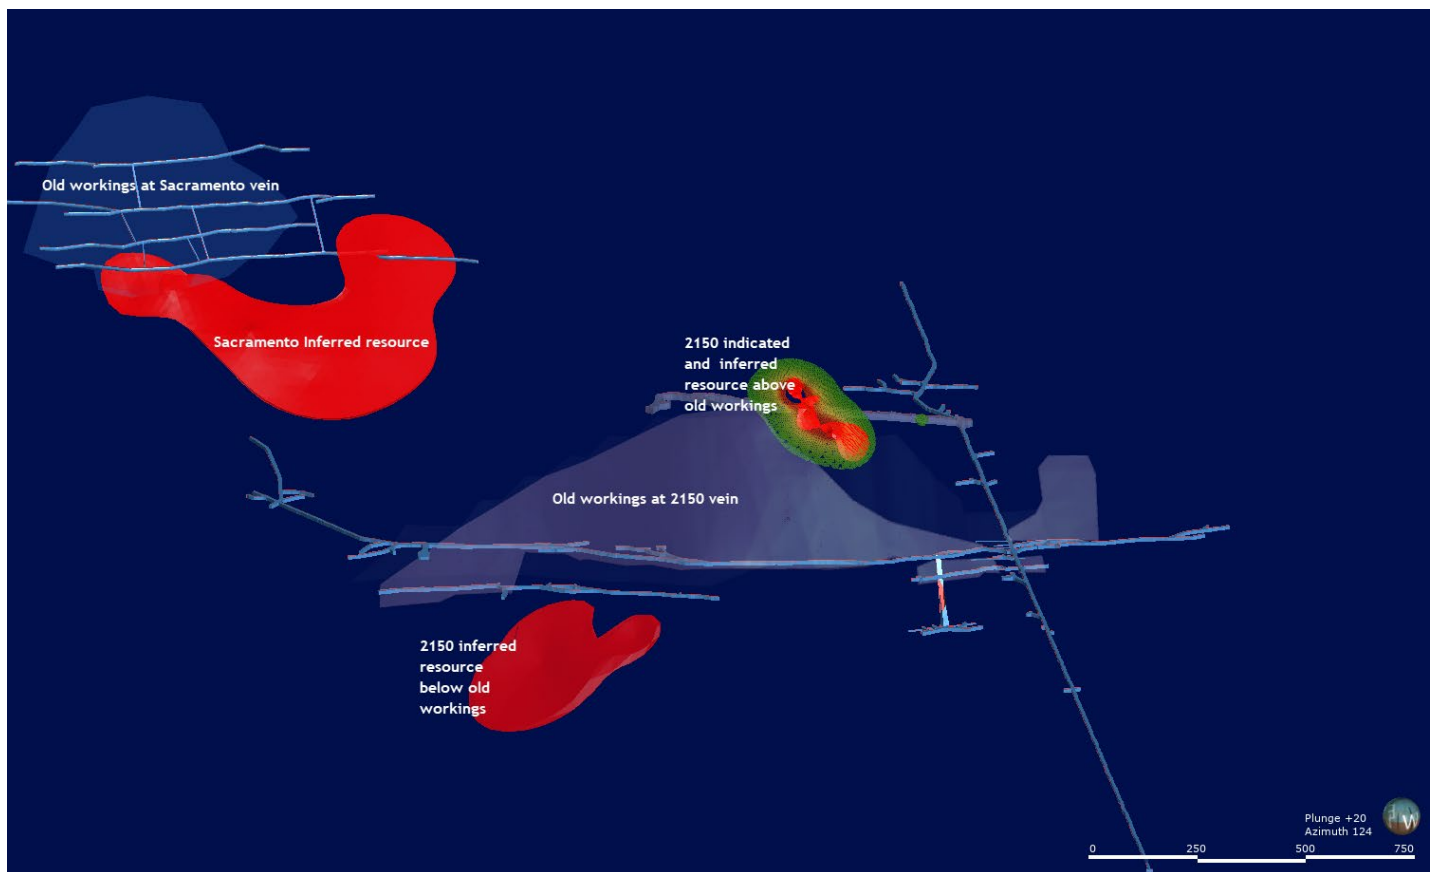 Old workings at Sacramento vein
Sacramento Inferred resource
2150 indicated
and inferred
resource above
old workings
Old workings at 2150 vein
2150 inferred
resource
below old
workings
Plunge +20
Azimuth 124
W
0 250 500 750